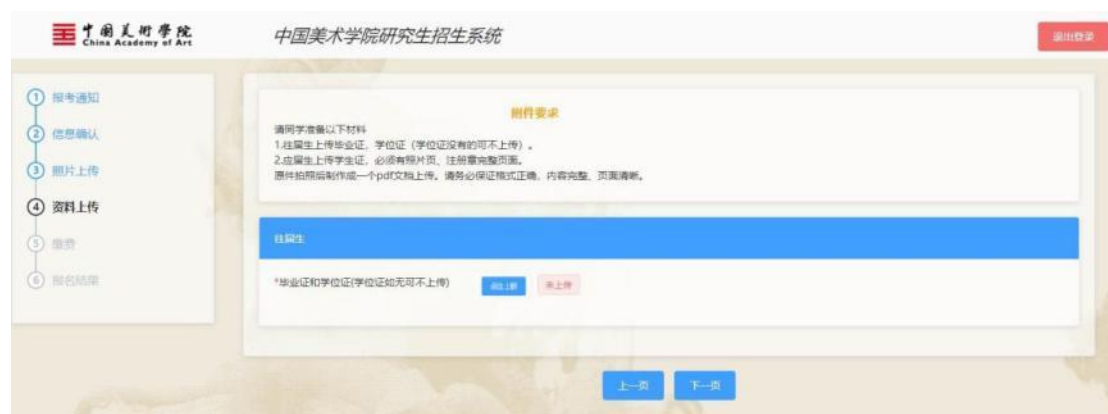 中国美術學院
China Academy of Art
中国美术学院研究生招生系统
退出登录
1 报考通知
2 信息确认
3 照片上传
4 资料上传
5 缴费
6 报名结果
附件要求
请同学准备以下材料
1.往届生上传毕业证，学位证（学位证没有的可不上传）。
2.应届生上传学生证，必须有照片页、注册章完整页面。
原件拍照后制作成一个pdf文档上传。请务必保证格式正确，内容完整，页面清晰。
往届生
*毕业证和学位证(学位证如无可不上传)
点击上传
未上传
上一页
下一页